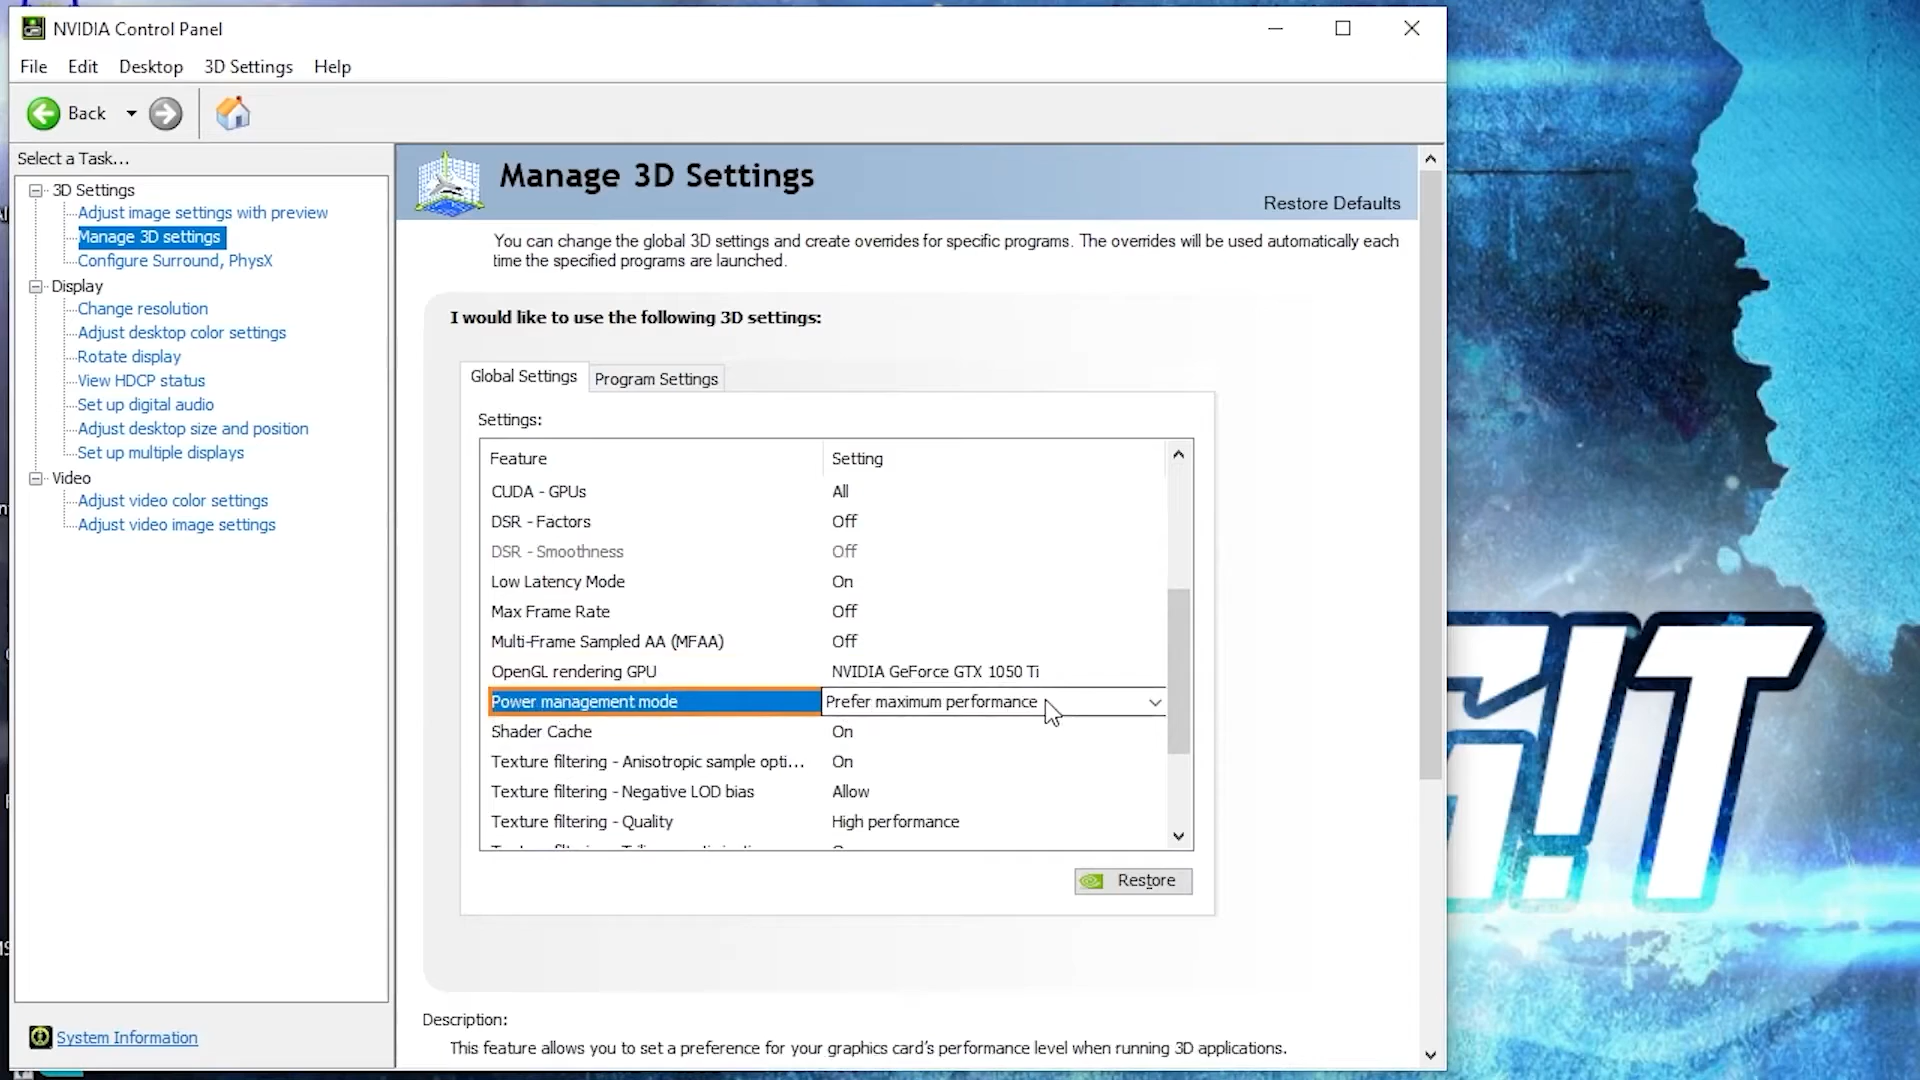 NVIDIA Control Panel
File Edit Desktop 3D Settings Help
Back
Select a Task...
3D Settings
Adjust image settings with preview
Manage 3D settings
Configure Surround, PhysX
Display
Change resolution
Adjust desktop color settings
Rotate display
View HDCP status
Set up digital audio
Adjust desktop size and position
Set up multiple displays
Video
Adjust video color settings
Adjust video image settings
System Information
Manage 3D Settings
Restore Defaults
You can change the global 3D settings and create overrides for specific programs. The overrides will be used automatically each
time the specified programs are launched.
I would like to use the following 3D settings:
Global Settings Program Settings
Settings:
Feature Setting
CUDA - GPUs All
DSR - Factors Off
DSR - Smoothness Off
Low Latency Mode On
Max Frame Rate Off
Multi-Frame Sampled AA (MFAA) Off
OpenGL rendering GPU NVIDIA GeForce GTX 1050 Ti
Power management mode Prefer maximum performance
Shader Cache On
Texture filtering - Anisotropic sample opti... On
Texture filtering - Negative LOD bias Allow
Texture filtering - Quality High performance
Restore
Description:
This feature allows you to set a preference for your graphics card's performance level when running 3D applications.